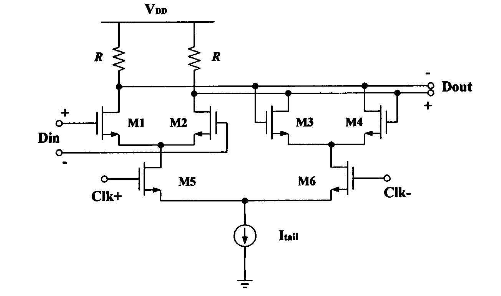 VDD
R R
-
Dout
+
+
M1 M2 M3 M4
Din
-
M5 M6
Clk+ Clk-
Itail